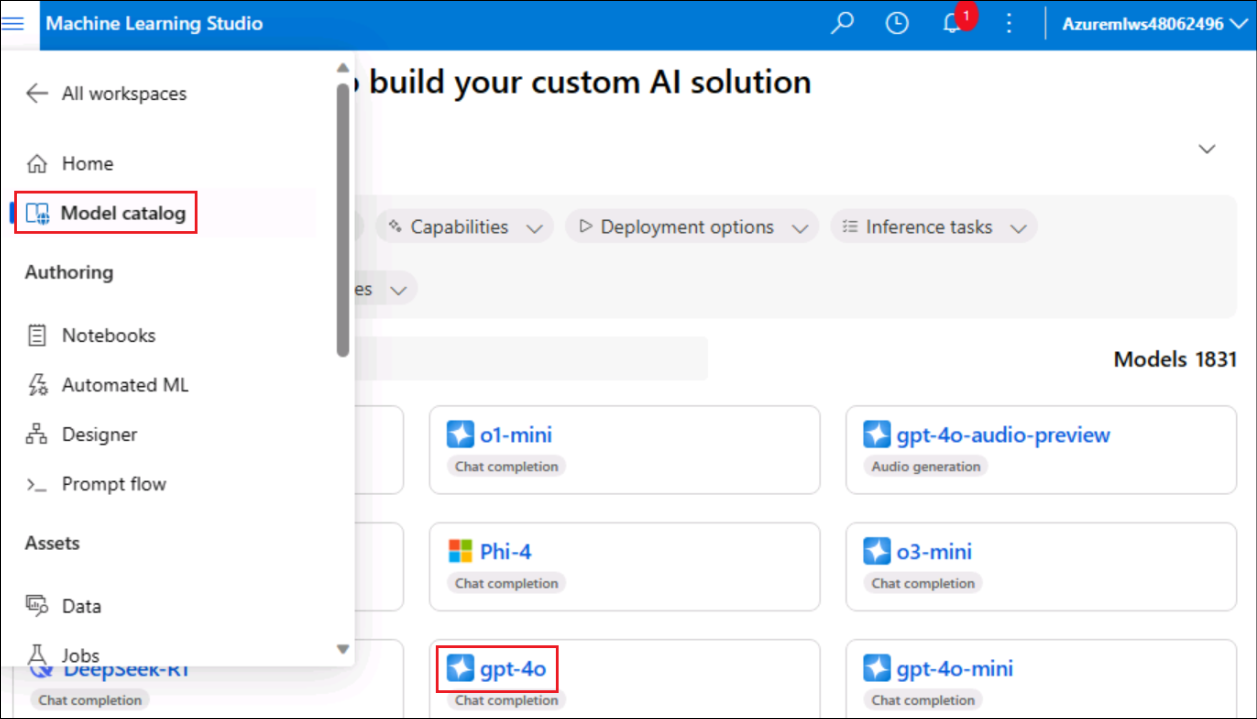 Machine Learning Studio
1
Azuremlws48062496
All workspaces
Home
Model catalog
Authoring
Notebooks
Automated ML
Designer
Prompt flow
Assets
Data
Jobs
build your custom AI solution
Capabilities
Deployment options
Inference tasks
es
Models 1831
o1-mini
Chat completion
gpt-4o-audio-preview
Audio generation
Phi-4
Chat completion
o3-mini
Chat completion
DeepSeek-R1
Chat completion
gpt-4o
Chat completion
gpt-4o-mini
Chat completion